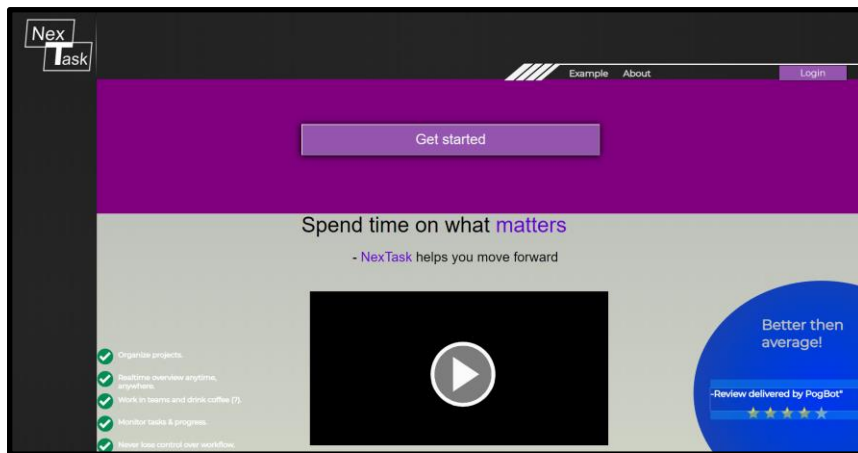 Nex
Task
Example About Login
Get started
Spend time on what matters
- NexTask helps you move forward
Better then
average!
-Review delivered by PogBot"
Organize projects.
Realtime overview anytime,
anywhere.
Work in teams and drink coffee (?).
Monitor tasks & progress.
Never lose control over workflow.